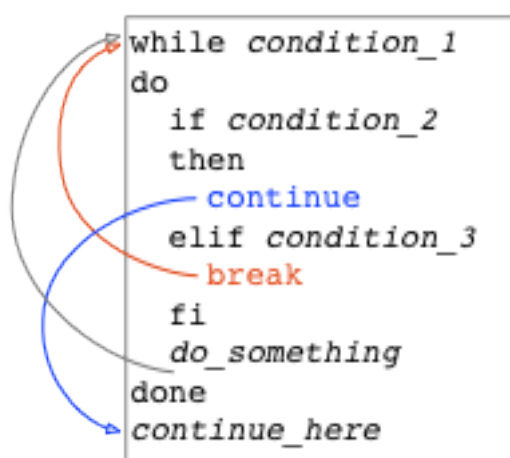 while condition_1
do
if condition_2
then
continue
elif condition_3
break
fi
do_something
done
continue_here